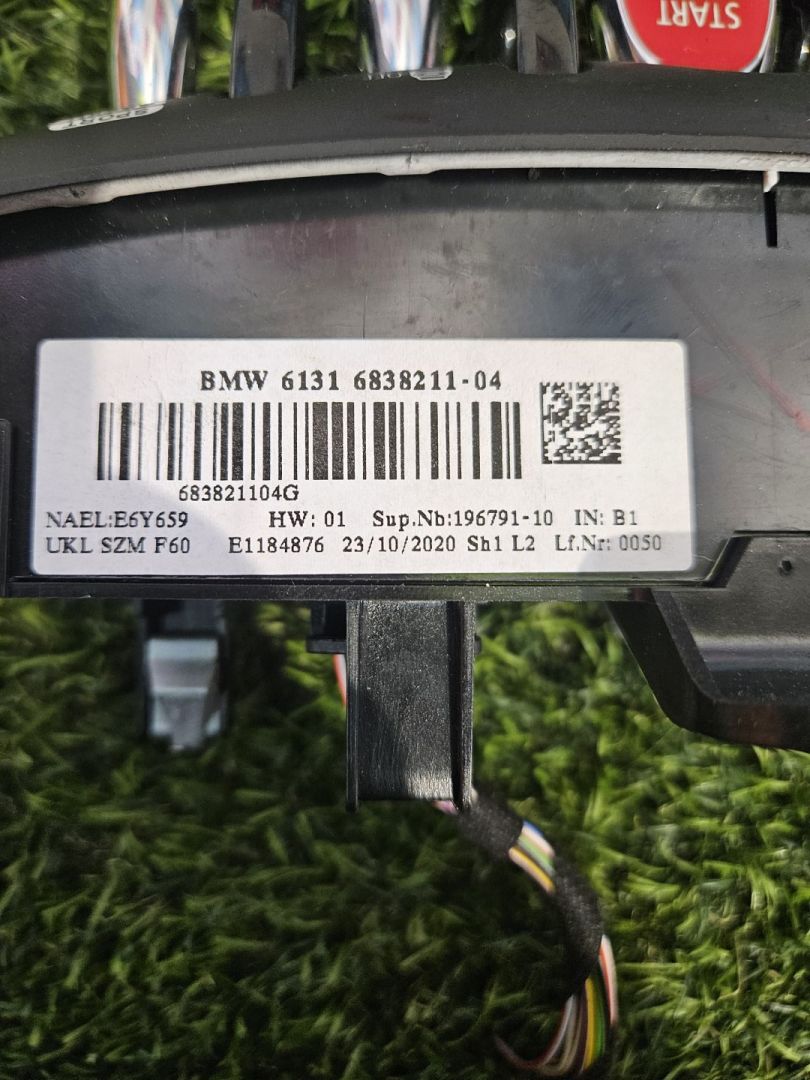 START
SPORT
BMW 6131 6838211-04
683821104G
NAEL:E6Y659 HW: 01 Sup.Nb:196791-10 IN: B1
UKL SZM F60 E1184876 23/10/2020 Sh1 L2 Lf.Nr: 0050